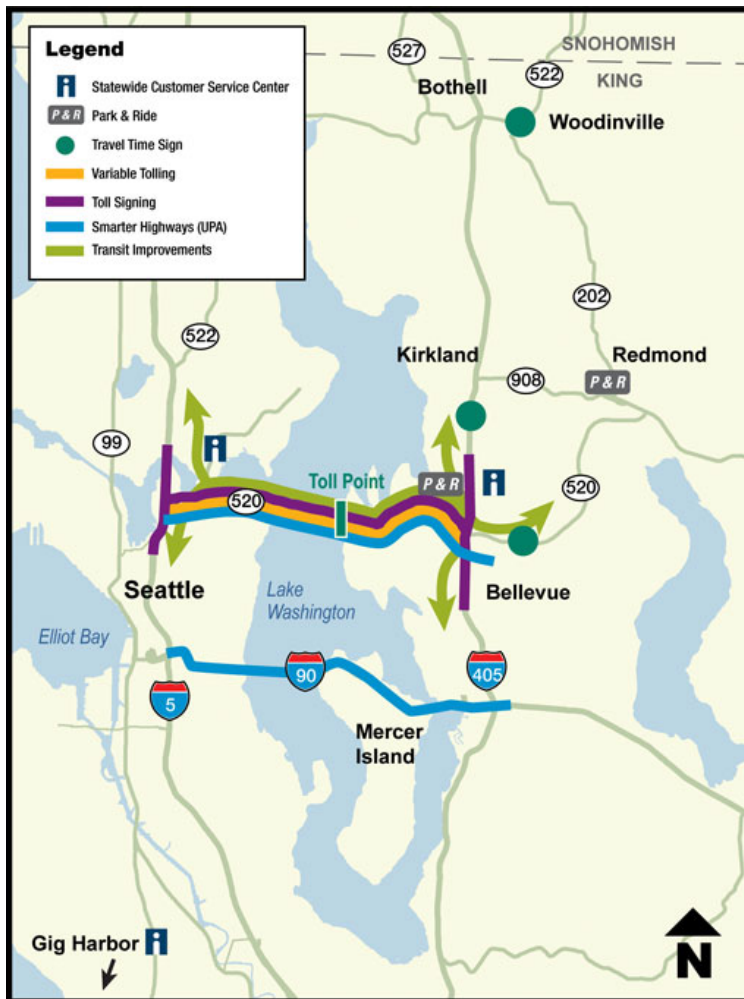 Legend
Statewide Customer Service Center
P & R Park & Ride
Travel Time Sign
Variable Tolling
Toll Signing
Smarter Highways (UPA)
Transit Improvements
527
SNOHOMISH
522
KING
Bothell
Woodinville
202
522
Kirkland
Redmond
908
P & R
99
Toll Point
P & R
520
520
Seattle
Bellevue
Lake
Washington
Elliot Bay
5
90
405
Mercer
Island
Gig Harbor
N